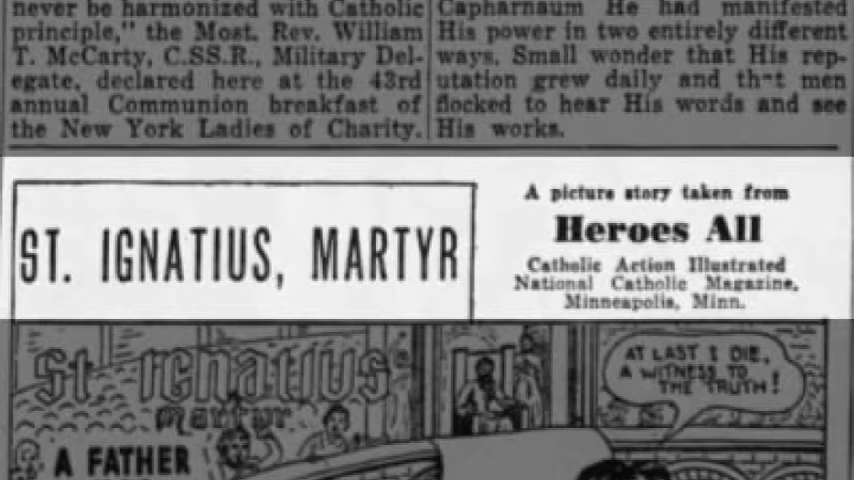 never be harmonized with Catholic
principle," the Most. Rev. William
T. McCarty, C.SS.R., Military Del-
egate, declared here at the 43rd
annual Communion breakfast of
the New York Ladies of Charity.
Capharnaum He had manifested
His power in two entirely different
ways. Small wonder that His rep-
utation grew daily and that men
flocked to hear His words and see
His works.
ST. IGNATIUS, MARTYR
A picture story taken from
Heroes All
Catholic Action Illustrated
National Catholic Magazine,
Minneapolis, Minn.
St. Ignatius
Martyr
A FATHER
AT LAST I DIE,
A WITNESS TO
THE TRUTH!